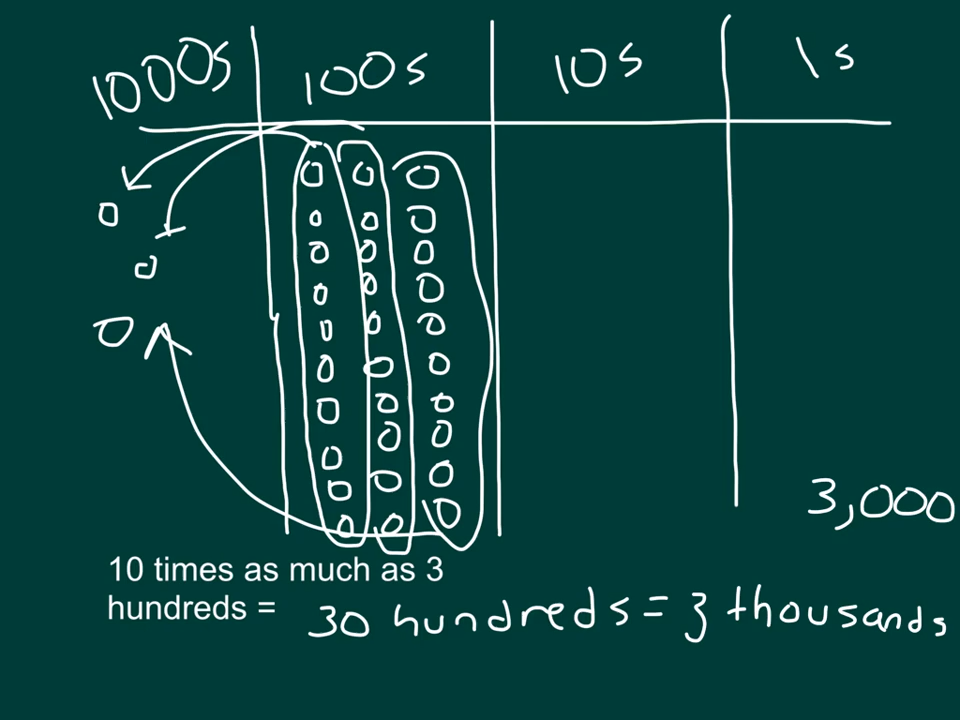 1000s 100s 10s 1s
3,000
10 times as much as 3
hundreds = 30 hundreds = 3 thousands